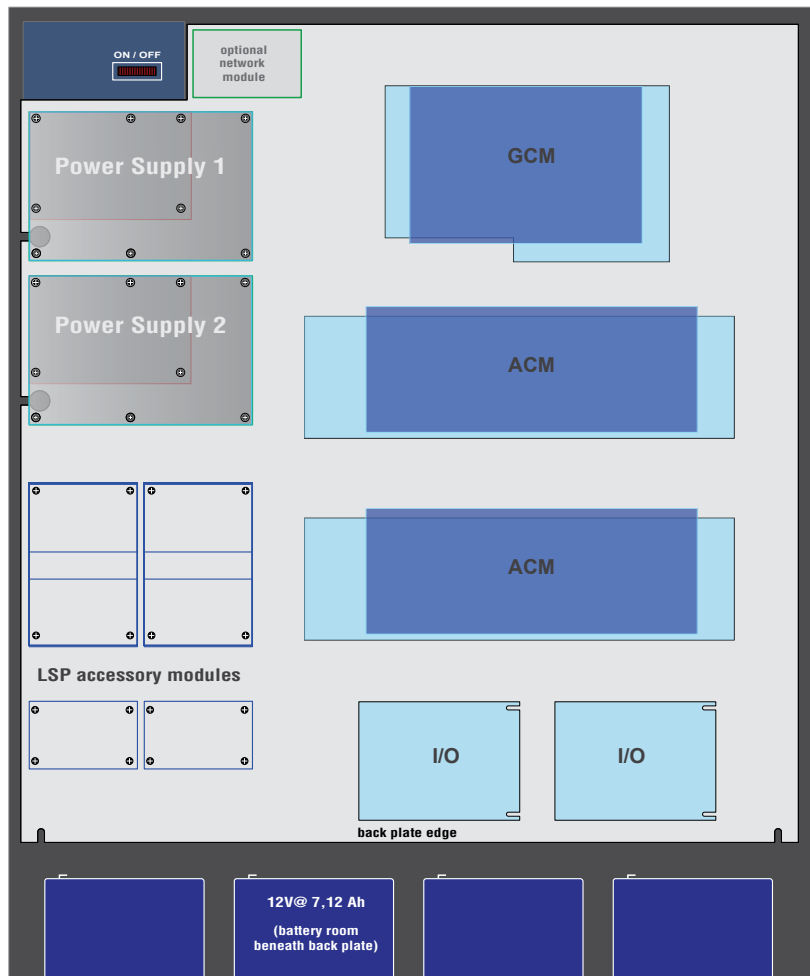 ON / OFF
optional
network
module
Power Supply 1
GCM
Power Supply 2
ACM
ACM
LSP accessory modules
I/O
I/O
back plate edge
12V@ 7,12 Ah
(battery room
beneath back plate)